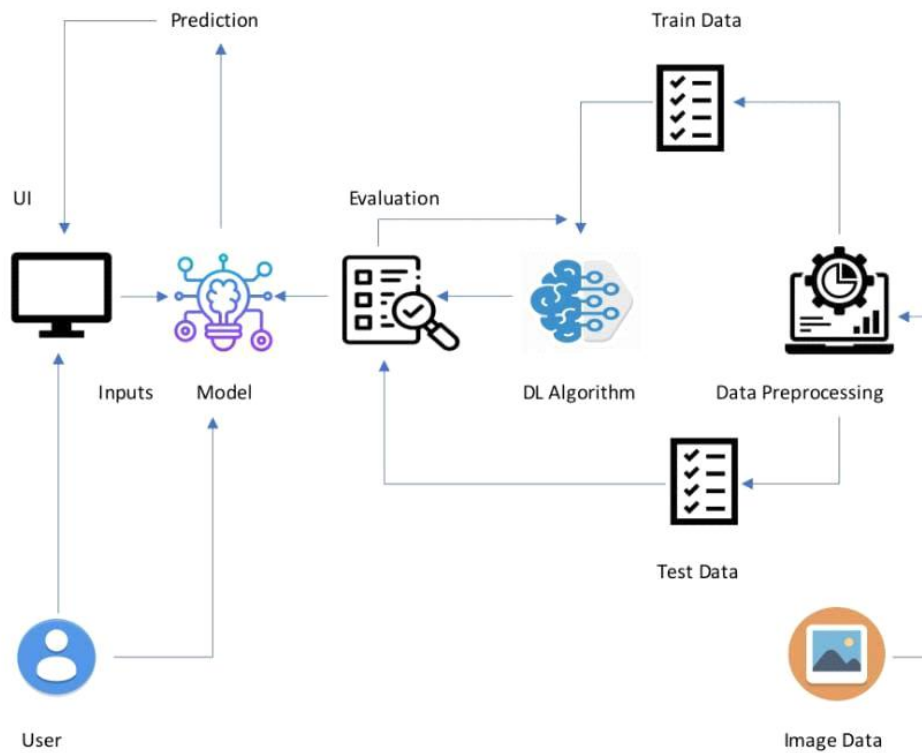 Prediction
Train Data
UI
Evaluation
Inputs
Model
DL Algorithm
Data Preprocessing
Test Data
User
Image Data